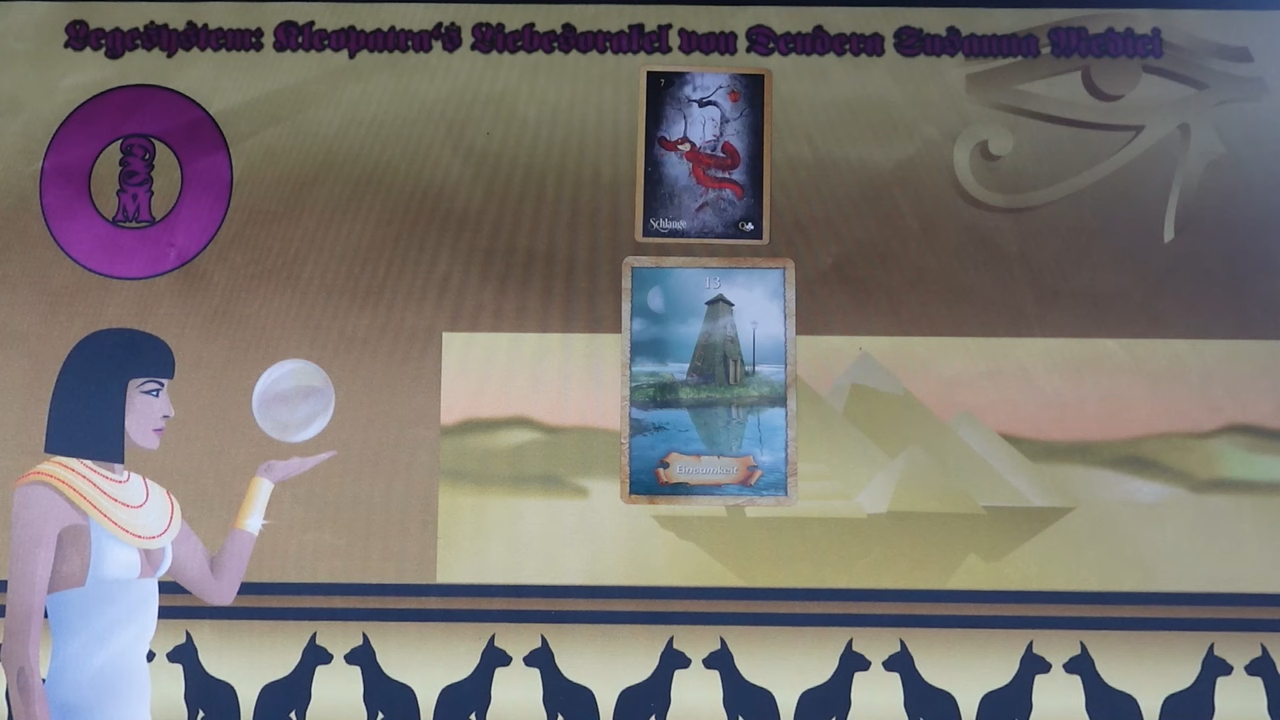 Legesystem: Kleopatra's Liebesorakel von Dendera Susanna Medici
7
Schlange Q♣
13
Einsamkeit